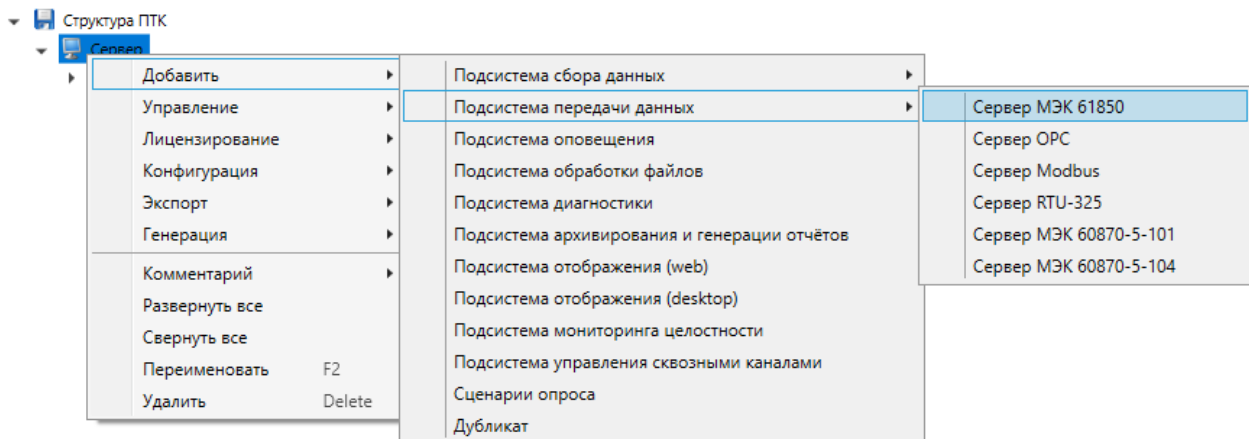 Структура ПТК
Сервер
Добавить
Управление
Лицензирование
Конфигурация
Экспорт
Генерация
Комментарий
Развернуть все
Свернуть все
Переименовать F2
Удалить Delete
Подсистема сбора данных
Подсистема передачи данных
Подсистема оповещения
Подсистема обработки файлов
Подсистема диагностики
Подсистема архивирования и генерации отчётов
Подсистема отображения (web)
Подсистема отображения (desktop)
Подсистема мониторинга целостности
Подсистема управления сквозными каналами
Сценарии опроса
Дубликат
Сервер МЭК 61850
Сервер OPC
Сервер Modbus
Сервер RTU-325
Сервер МЭК 60870-5-101
Сервер МЭК 60870-5-104